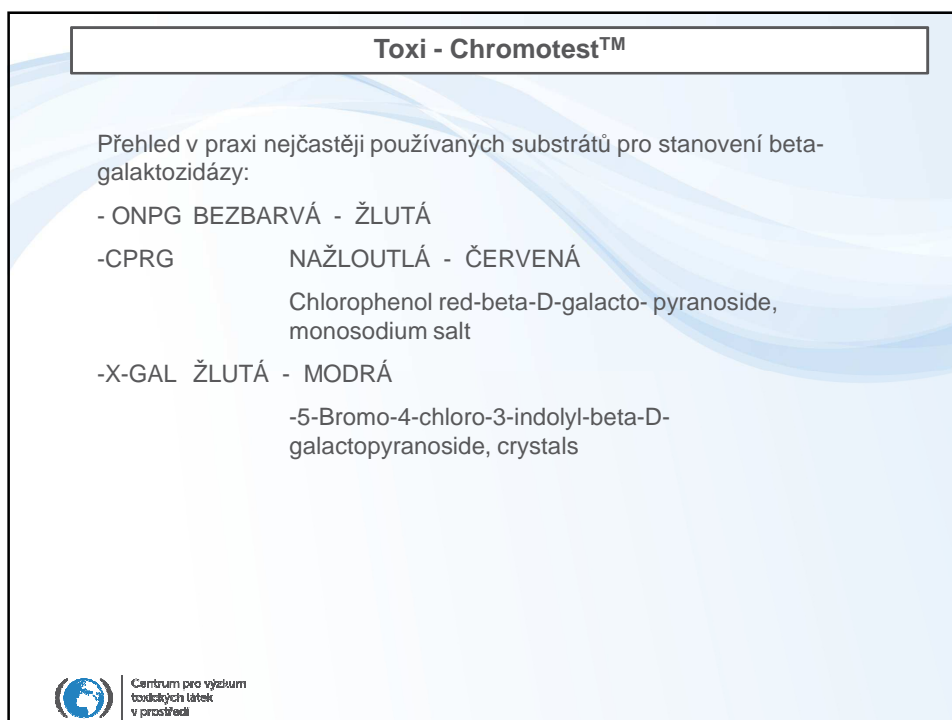 Toxi - Chromotest™
Přehled v praxi nejčastěji používaných substrátů pro stanovení beta-
galaktozidázy:
- ONPG BEZBARVÁ - ŽLUTÁ
-CPRG NAŽLOUTLÁ - ČERVENÁ
Chlorophenol red-beta-D-galacto- pyranoside,
monosodium salt
-X-GAL ŽLUTÁ - MODRÁ
-5-Bromo-4-chloro-3-indolyl-beta-D-
galactopyranoside, crystals
Centrum pro výzkum
toxických látek
v prostředí